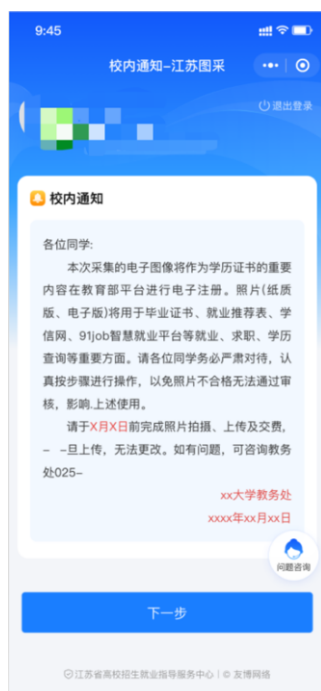 9:45
校内通知-江苏图采
退出登录
校内通知
各位同学:
本次采集的电子图像将作为学历证书的重要
内容在教育部平台进行电子注册。照片(纸质
版、电子版)将用于毕业证书、就业推荐表、学
信网、91job智慧就业平台等就业、求职、学历
查询等重要方面。请各位同学务必严肃对待，认
真按步骤进行操作，以免照片不合格无法通过审
核，影响.上述使用。
请于X月X日前完成照片拍摄、上传及交费，
- -旦上传，无法更改。如有问题，可咨询教务
处025-
xx大学教务处
xxxx年xx月xx日
问题咨询
下一步
江苏省高校招生就业指导服务中心 | © 友博网络